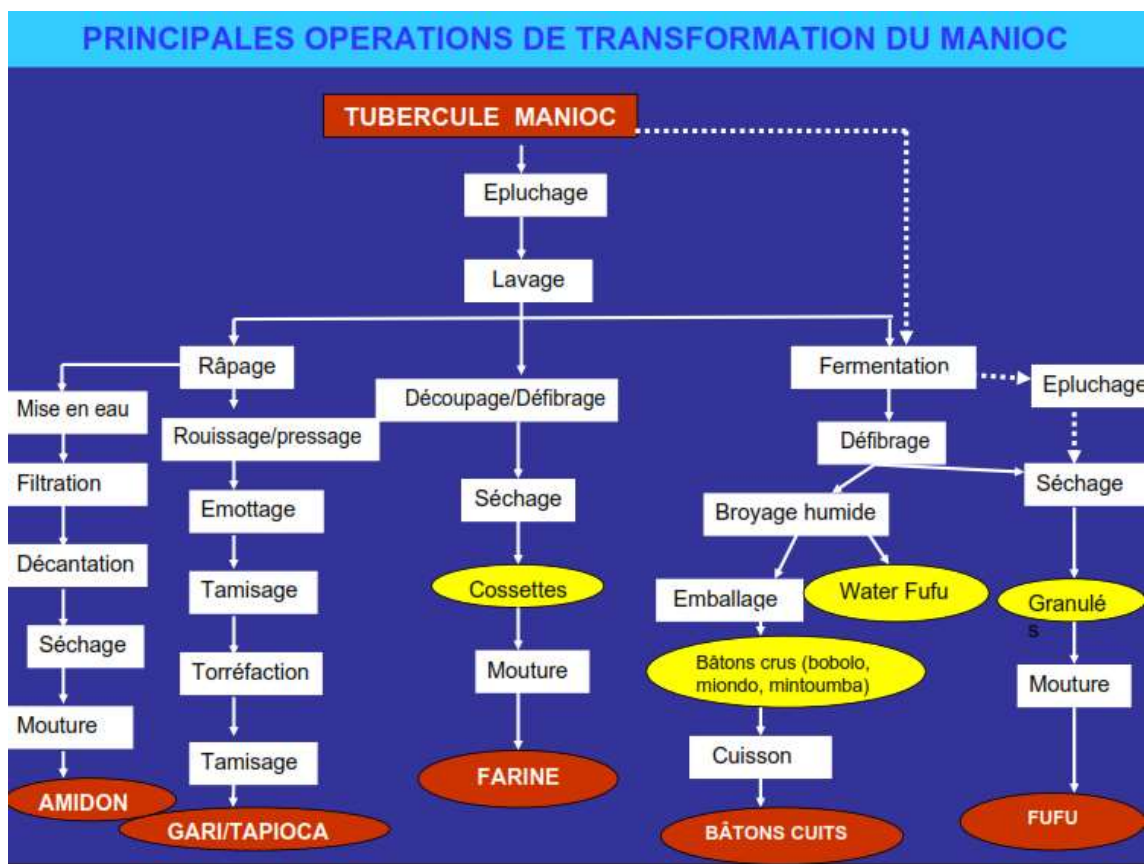 PRINCIPALES OPERATIONS DE TRANSFORMATION DU MANIOC
TUBERCULE MANIOC
Epluchage
Lavage
Râpage
Mise en eau
Filtration
Décantation
Séchage
Mouture
AMIDON
Rouissage/pressage
Emottage
Tamisage
Torréfaction
Tamisage
GARI/TAPIOCA
Découpage/Défibrage
Séchage
Cossettes
Mouture
FARINE
Fermentation
Défibrage
Broyage humide
Water Fufu
Emballage
Bâtons crus (bobolo,
miondo, mintoumba)
Cuisson
BÂTONS CUITS
Epluchage
Séchage
Granulé
s
Mouture
FUFU